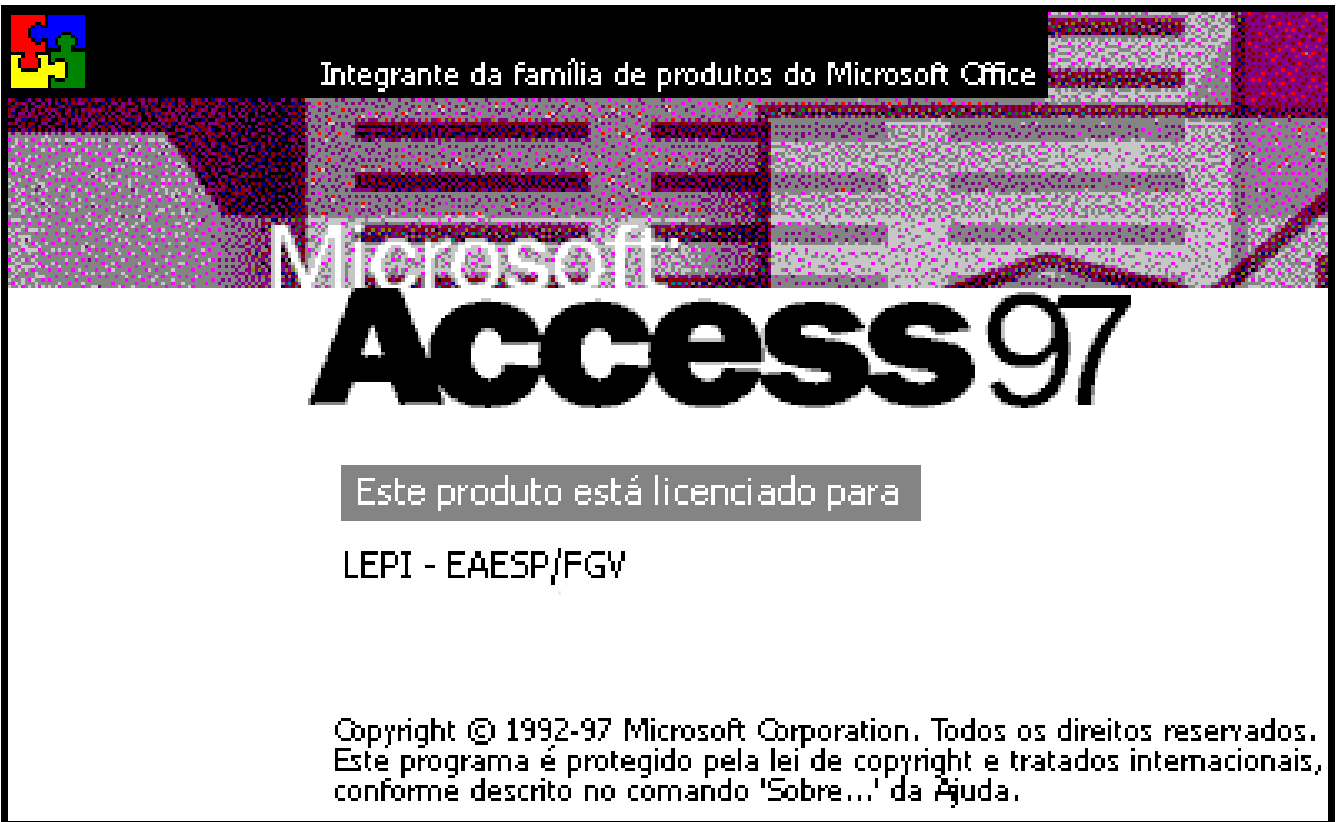 Integrante da família de produtos do Microsoft Office
Microsoft
Access 97
Este produto está licenciado para
LEPI - EAESP/FGV
Copyright © 1992-97 Microsoft Corporation. Todos os direitos reservados.
Este programa é protegido pela lei de copyright e tratados internacionais,
conforme descrito no comando 'Sobre...' da Ajuda.